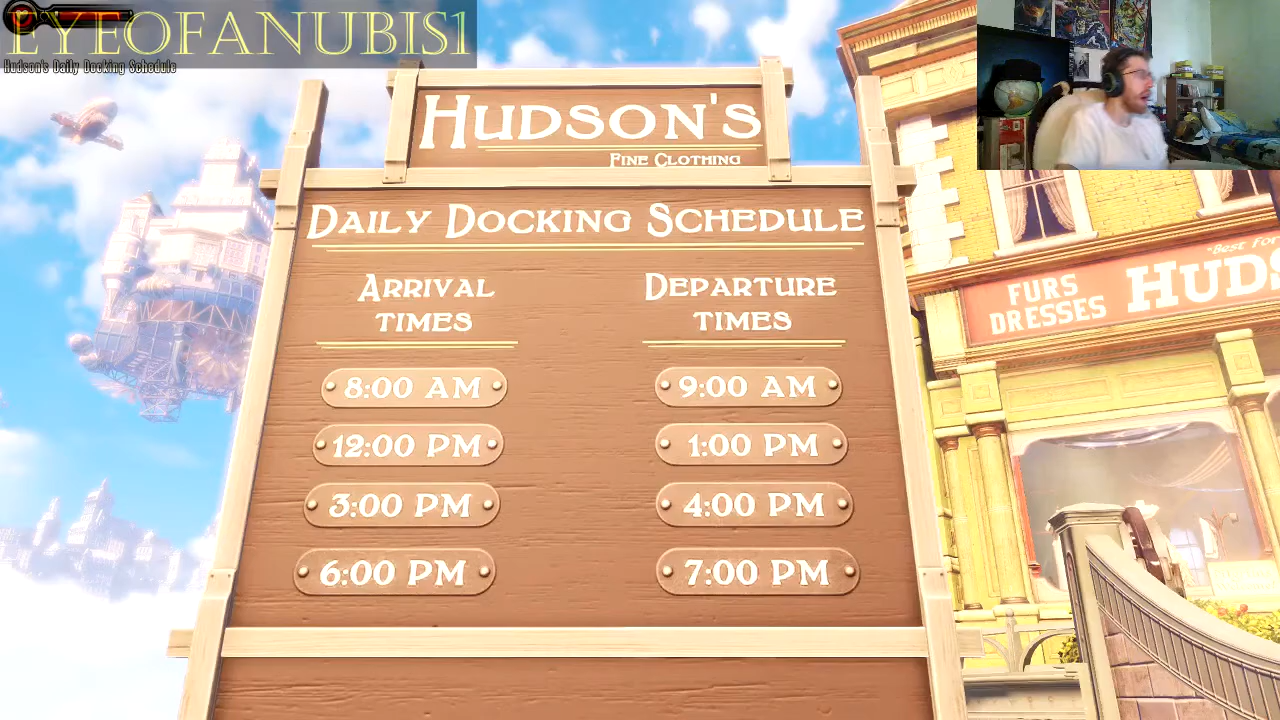 EYEOFANUBIS1
Hudson's Daily Docking Schedule
HUDSON'S
FINE CLOTHING
DAILY DOCKING SCHEDULE
ARRIVAL
TIMES
DEPARTURE
TIMES
8:00 AM
9:00 AM
12:00 PM
1:00 PM
3:00 PM
4:00 PM
6:00 PM
7:00 PM
"Best For
FURS
DRESSES
HUDS